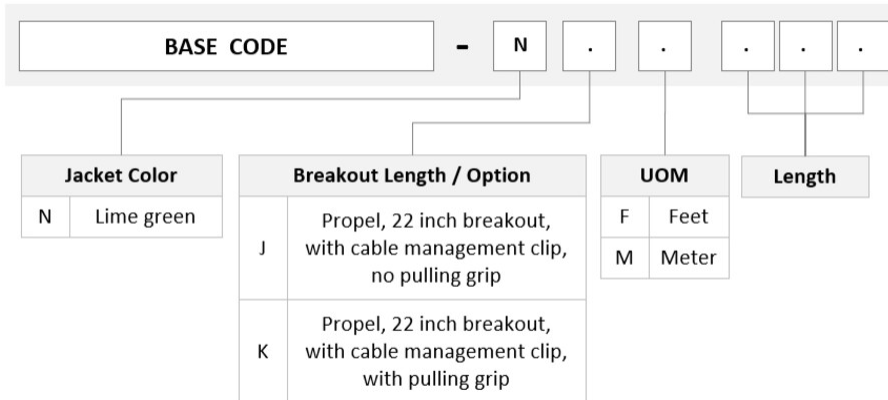 BASE CODE - N . . . . .
Jacket Color
N Lime green
Breakout Length / Option
J Propel, 22 inch breakout,
with cable management clip,
no pulling grip
K Propel, 22 inch breakout,
with cable management clip,
with pulling grip
UOM
F Feet
M Meter
Length